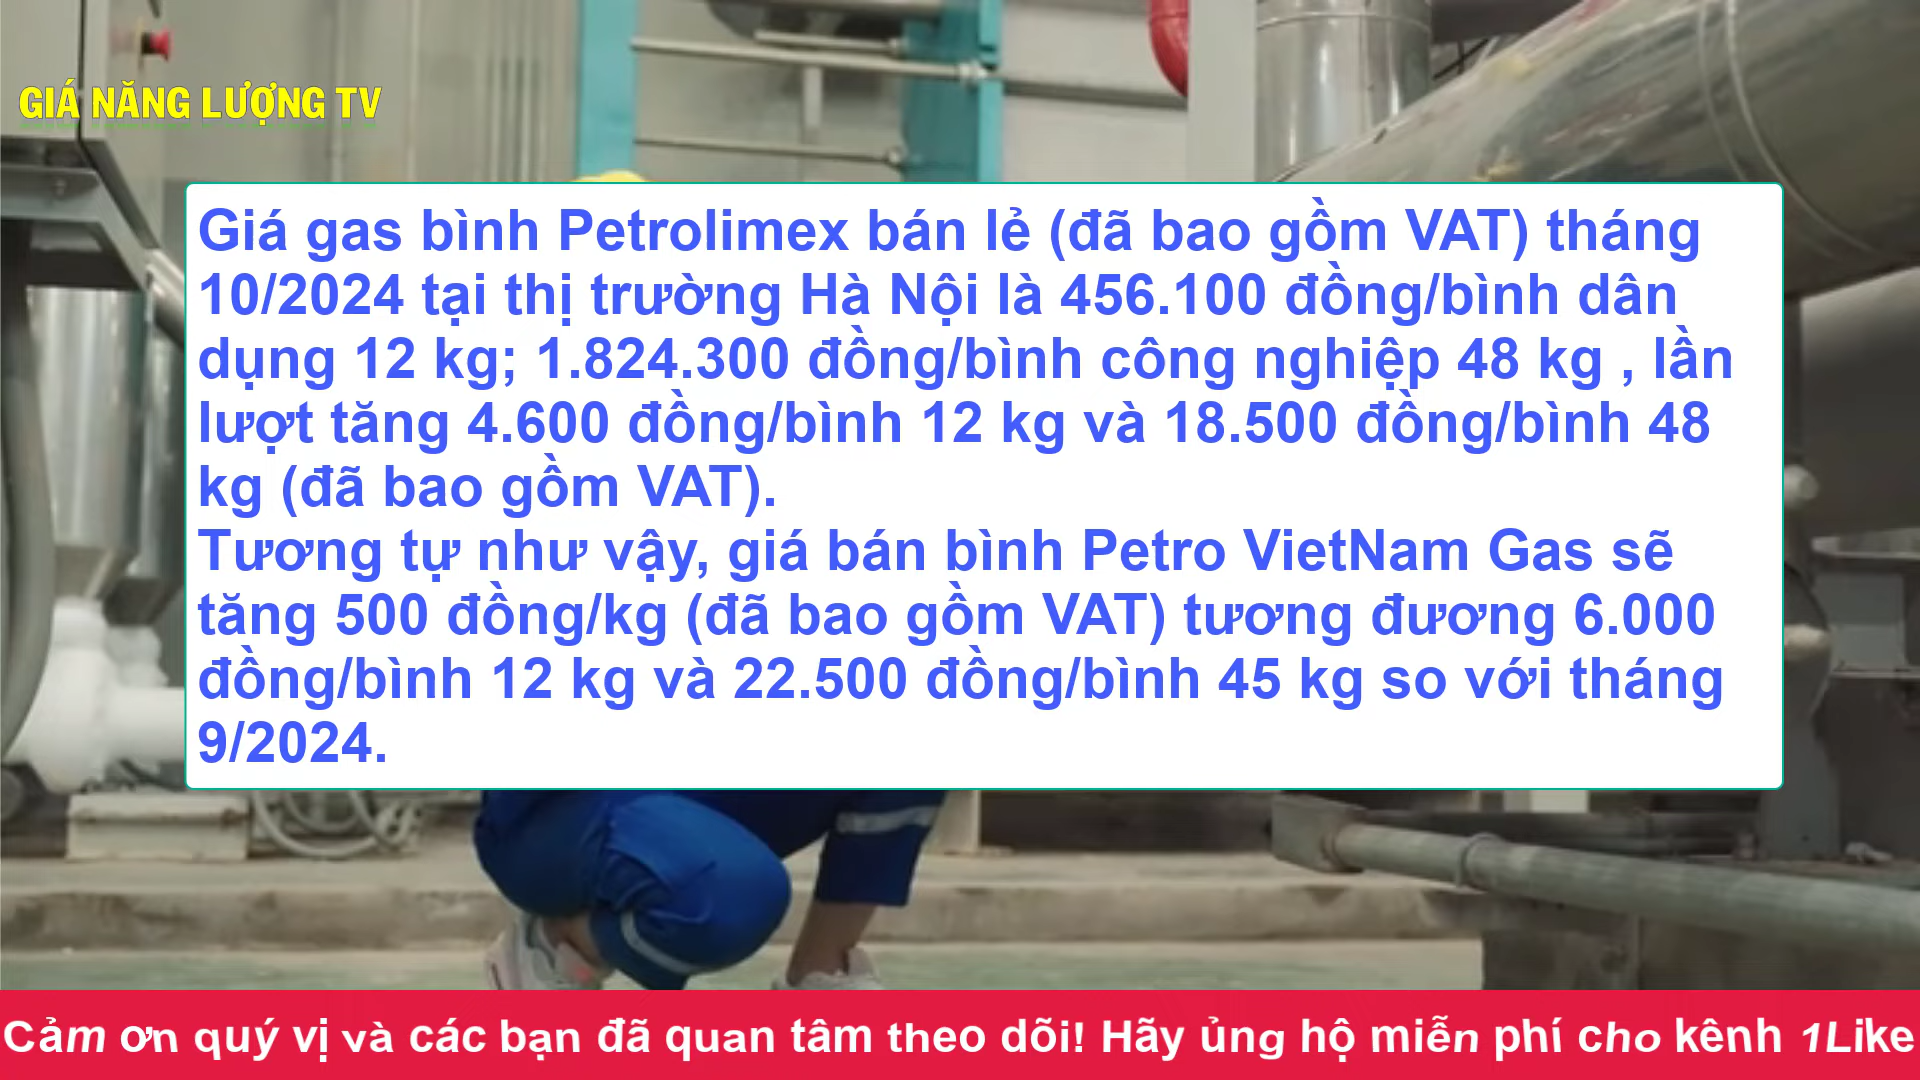 GIÁ NĂNG LƯỢNG TV
Giá gas bình Petrolimex bán lẻ (đã bao gồm VAT) tháng
10/2024 tại thị trường Hà Nội là 456.100 đồng/bình dân
dụng 12 kg; 1.824.300 đồng/bình công nghiệp 48 kg , lần
lượt tăng 4.600 đồng/bình 12 kg và 18.500 đồng/bình 48
kg (đã bao gồm VAT).
Tương tự như vậy, giá bán bình Petro VietNam Gas sẽ
tăng 500 đồng/kg (đã bao gồm VAT) tương đương 6.000
đồng/bình 12 kg và 22.500 đồng/bình 45 kg so với tháng
9/2024.
Cảm ơn quý vị và các bạn đã quan tâm theo dõi! Hãy ủng hộ miễn phí cho kênh 1Like